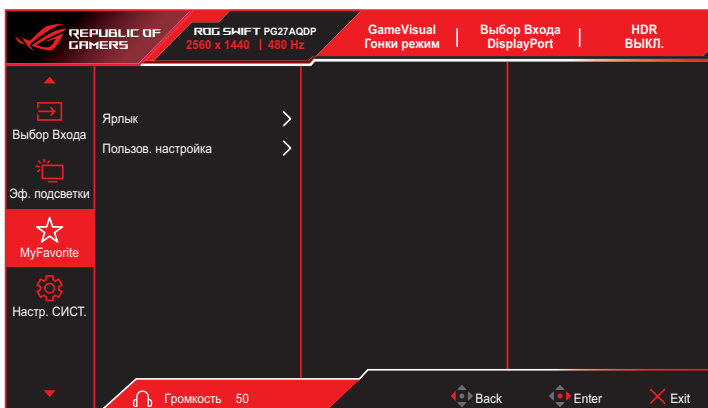 REPUBLIC OF
GAMERS
ROG SWIFT PG27AQDP
2560 x 1440 | 480 Hz
GameVisual
Гонки режим
Выбор Входа
DisplayPort
HDR
ВЫКЛ.
Выбор Входа
Эф. подсветки
MyFavorite
Настр. СИСТ.
Ярлык
Пользов. настройка
Громкость 50
Back
Enter
Exit